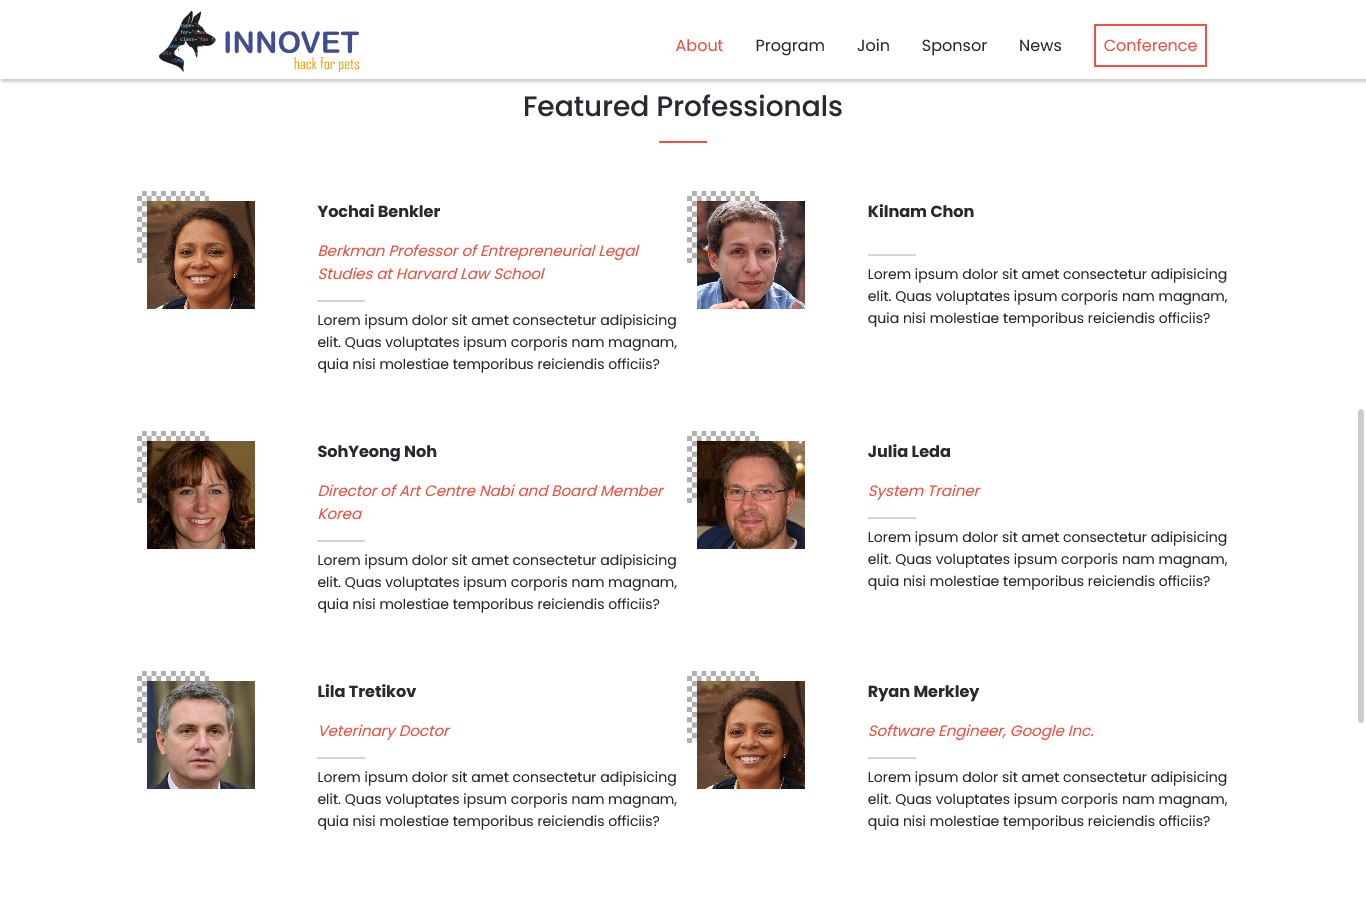 INNOVET
hack for pets
About
Program
Join
Sponsor
News
Conference
Featured Professionals
Yochai Benkler
Berkman Professor of Entrepreneurial Legal
Studies at Harvard Law School
Lorem ipsum dolor sit amet consectetur adipisicing
elit. Quas voluptates ipsum corporis nam magnam,
quia nisi molestiae temporibus reiciendis officiis?
Kilnam Chon
Lorem ipsum dolor sit amet consectetur adipisicing
elit. Quas voluptates ipsum corporis nam magnam,
quia nisi molestiae temporibus reiciendis officiis?
SohYeong Noh
Director of Art Centre Nabi and Board Member
Korea
Lorem ipsum dolor sit amet consectetur adipisicing
elit. Quas voluptates ipsum corporis nam magnam,
quia nisi molestiae temporibus reiciendis officiis?
Julia Leda
System Trainer
Lorem ipsum dolor sit amet consectetur adipisicing
elit. Quas voluptates ipsum corporis nam magnam,
quia nisi molestiae temporibus reiciendis officiis?
Lila Tretikov
Veterinary Doctor
Lorem ipsum dolor sit amet consectetur adipisicing
elit. Quas voluptates ipsum corporis nam magnam,
quia nisi molestiae temporibus reiciendis officiis?
Ryan Merkley
Software Engineer, Google Inc.
Lorem ipsum dolor sit amet consectetur adipisicing
elit. Quas voluptates ipsum corporis nam magnam,
quia nisi molestiae temporibus reiciendis officiis?